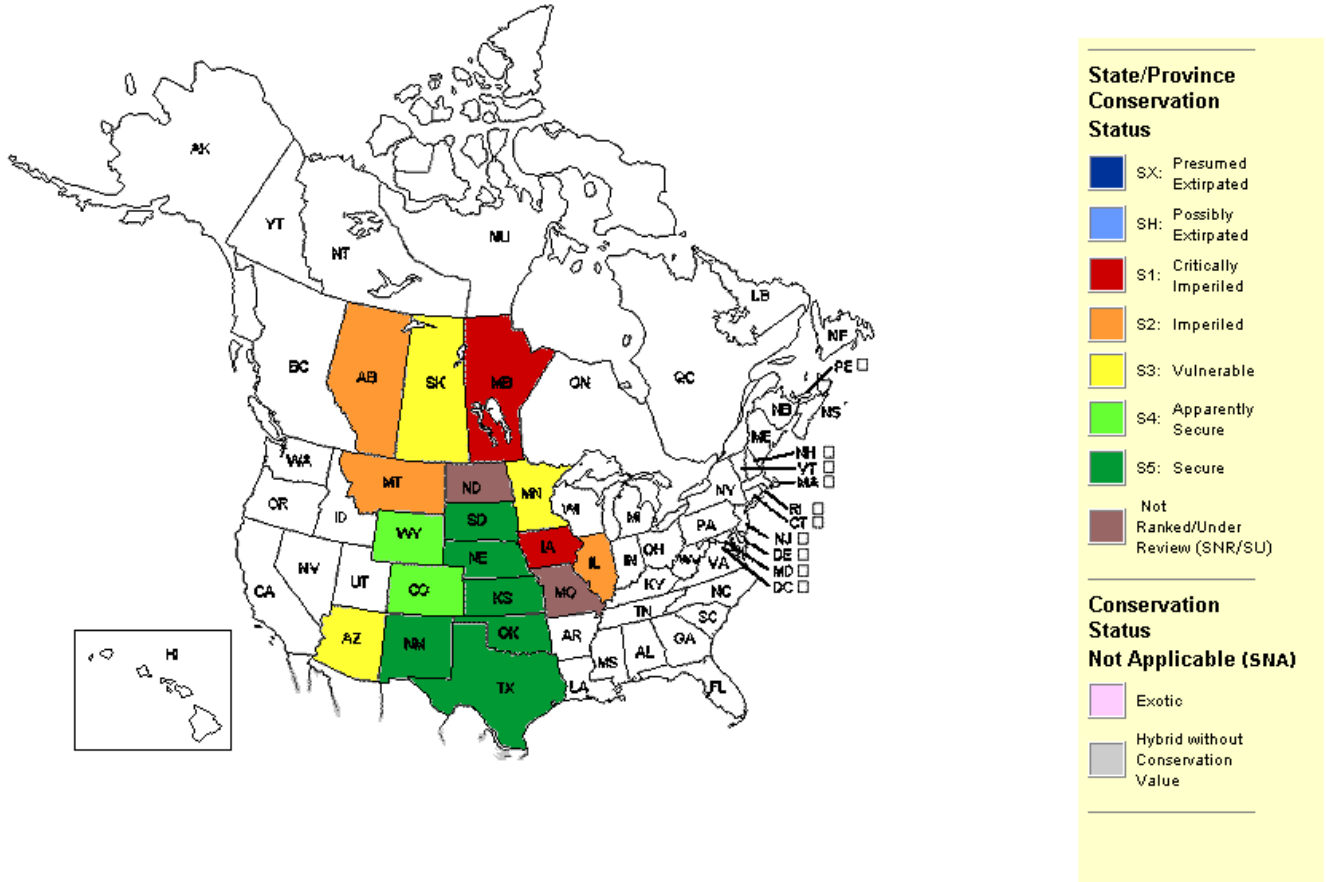 AK
YT
NT
NU
BC
AB
SK
MB
ON
QC
LB
NF
PE
NB
NS
ME
NH
VT
MA
NY
RI
CT
NJ
DE
MD
DC
WA
OR
ID
MT
ND
MN
WI
MI
PA
WY
SD
IA
NE
IL
IN
OH
WV
VA
NV
UT
CO
KS
MO
KY
CA
NC
TN
SC
AZ
NM
OK
AR
MS
AL
GA
TX
LA
FL
HI
State/Province
Conservation
Status
SX: Presumed
Extirpated
SH: Possibly
Extirpated
S1: Critically
Imperiled
S2: Imperiled
S3: Vulnerable
S4: Apparently
Secure
S5: Secure
Not
Ranked/Under
Review (SNR/SU)
Conservation
Status
Not Applicable (SNA)
Exotic
Hybrid without
Conservation
Value